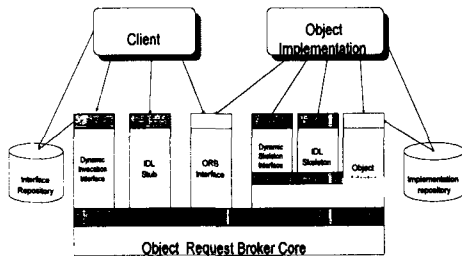 Client
Object
Implementation
Interface
Repository
Dynamic
Invocation
Interface
IDL
Stub
ORB
Interface
Dynamic
Skeleton
Interface
IDL
Skeleton
Object
Implementation
repository
Object Request Broker Core